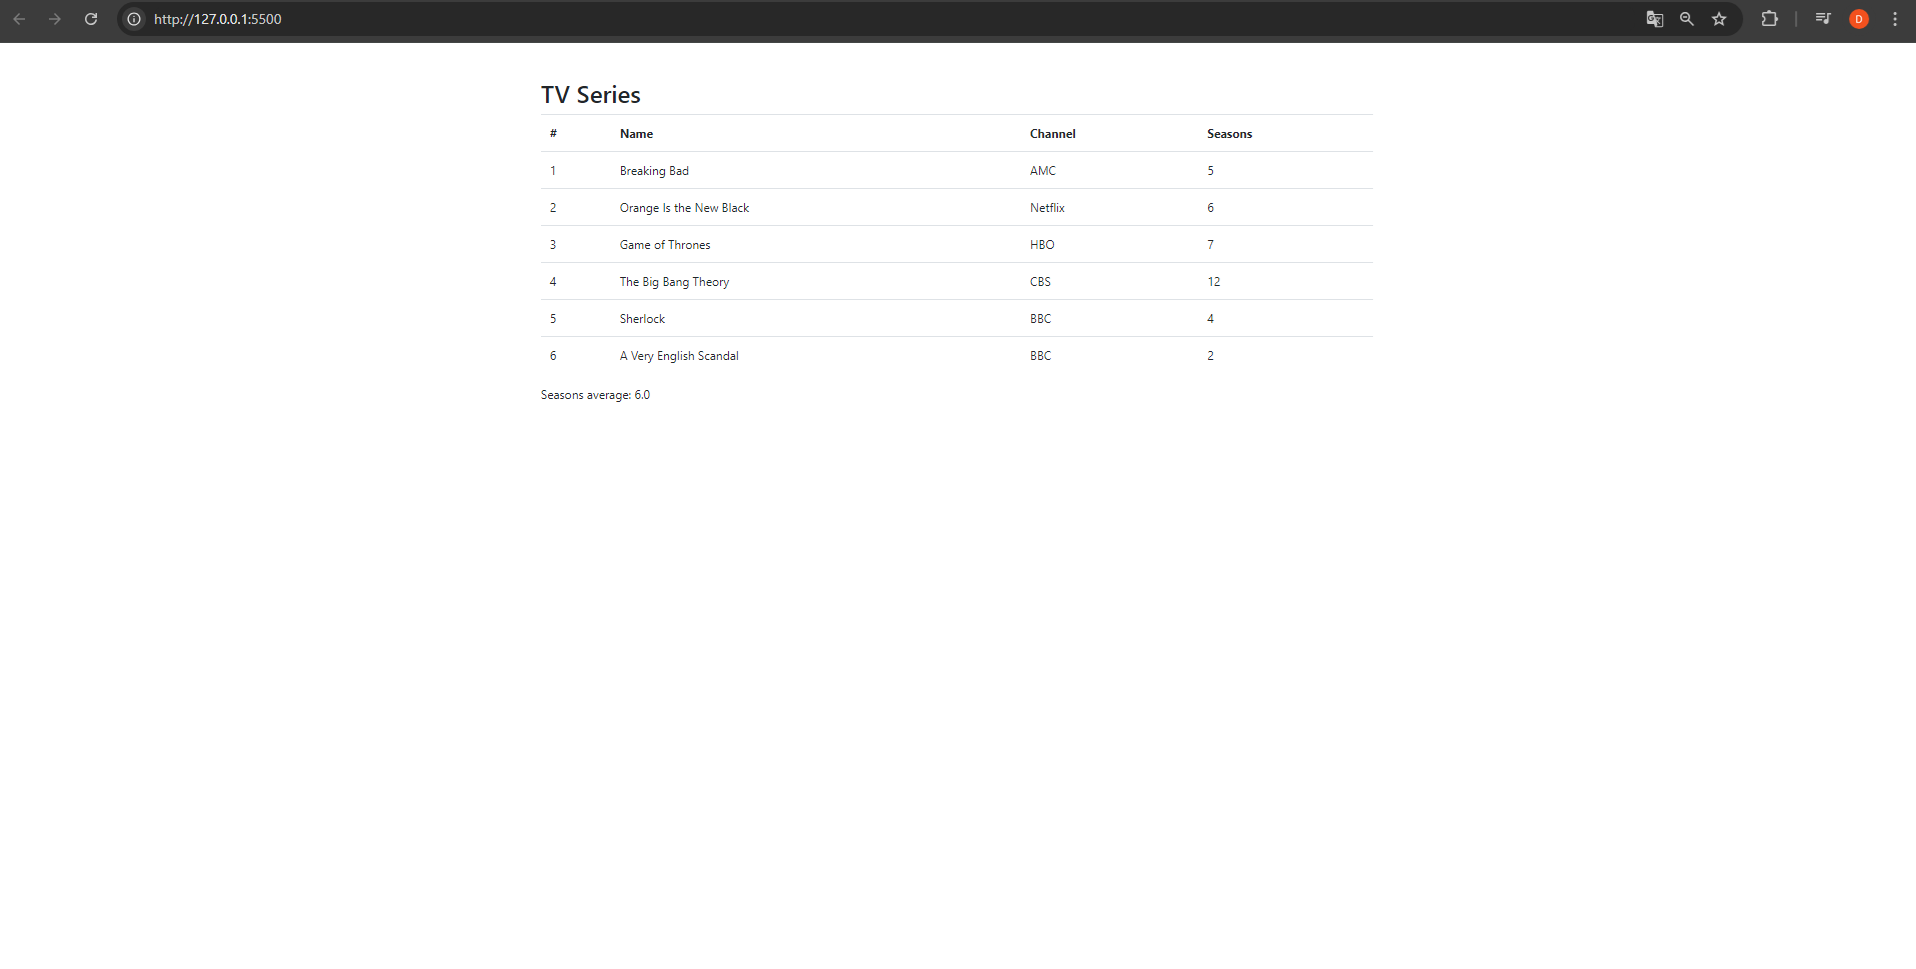 http://127.0.0.1:5500
D
TV Series
# Name Channel Seasons
1 Breaking Bad AMC 5
2 Orange Is the New Black Netflix 6
3 Game of Thrones HBO 7
4 The Big Bang Theory CBS 12
5 Sherlock BBC 4
6 A Very English Scandal BBC 2
Seasons average: 6.0